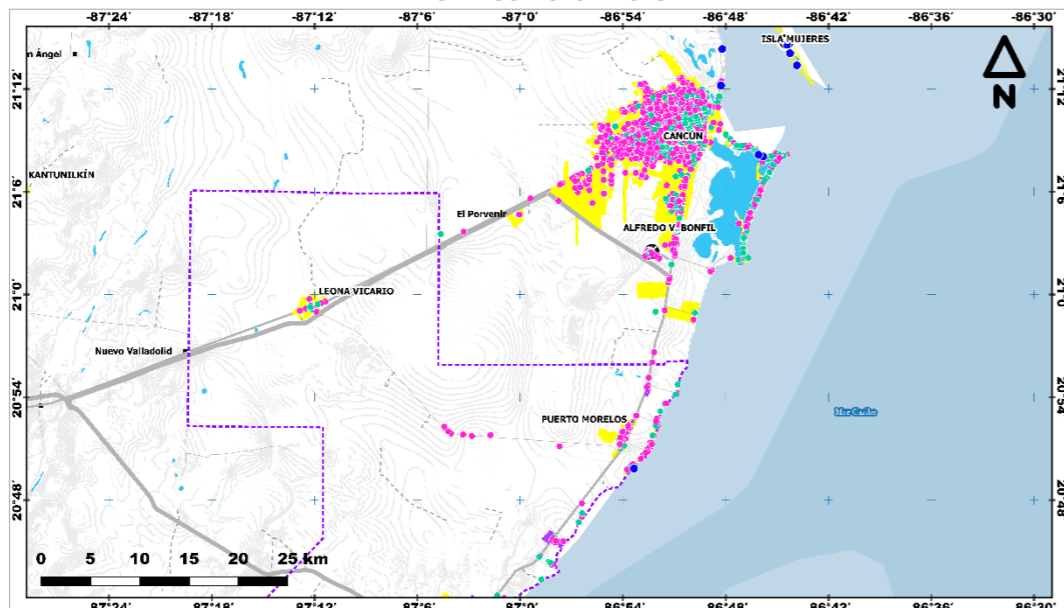 -87°24' -87°18' -87°12' -87°6' -87°0' -86°54' -86°48' -86°42' -86°36' -86°30'
ISLA MUJERES
n Ángel
N
21°12' 21°12'
CANCÚN
KANTUNILKÍN
21°6' 21°6'
El Porvenir
ALFREDO V. BONFIL
LEONA VICARIO
21°0' 21°0'
Nuevo Valladolid
20°54' 20°54'
Mar Caribe
PUERTO MORELOS
20°48' 20°48'
0 5 10 15 20 25 km
-87°24' -87°18' -87°12' -87°6' -87°0' -86°54' -86°48' -86°42' -86°36' -86°30'